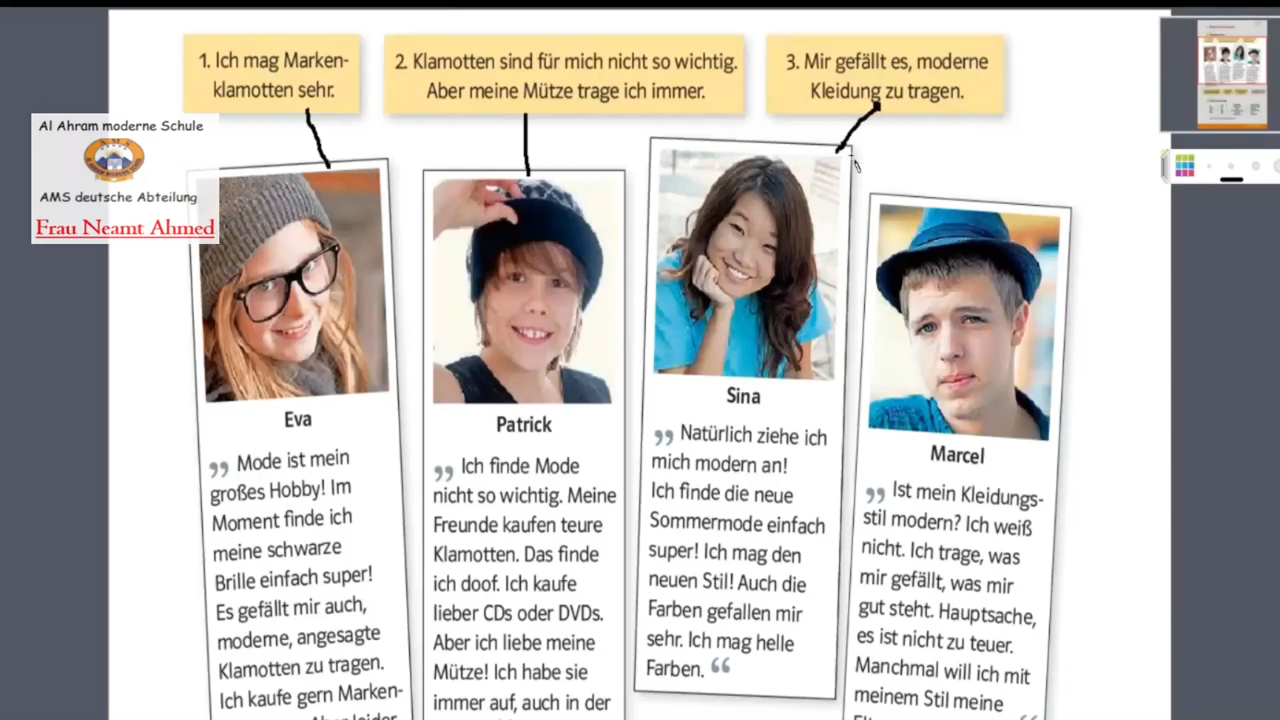 1. Ich mag Marken-
klamotten sehr.
2. Klamotten sind für mich nicht so wichtig.
Aber meine Mütze trage ich immer.
3. Mir gefällt es, moderne
Kleidung zu tragen.
Al Ahram moderne Schule
AMS deutsche Abteilung
Frau Neamt Ahmed
Eva
„ Mode ist mein
großes Hobby! Im
Moment finde ich
meine schwarze
Brille einfach super!
Es gefällt mir auch,
moderne, angesagte
Klamotten zu tragen.
Ich kaufe gern Marken-
Patrick
„ Ich finde Mode
nicht so wichtig. Meine
Freunde kaufen teure
Klamotten. Das finde
ich doof. Ich kaufe
lieber CDs oder DVDs.
Aber ich liebe meine
Mütze! Ich habe sie
immer auf, auch in der
Sina
„ Natürlich ziehe ich
mich modern an!
Ich finde die neue
Sommermode einfach
super! Ich mag den
neuen Stil! Auch die
Farben gefallen mir
sehr. Ich mag helle
Farben. “
Marcel
„ Ist mein Kleidungs-
stil modern? Ich weiß
nicht. Ich trage, was
mir gefällt, was mir
gut steht. Hauptsache,
es ist nicht zu teuer.
Manchmal will ich mit
meinem Stil meine